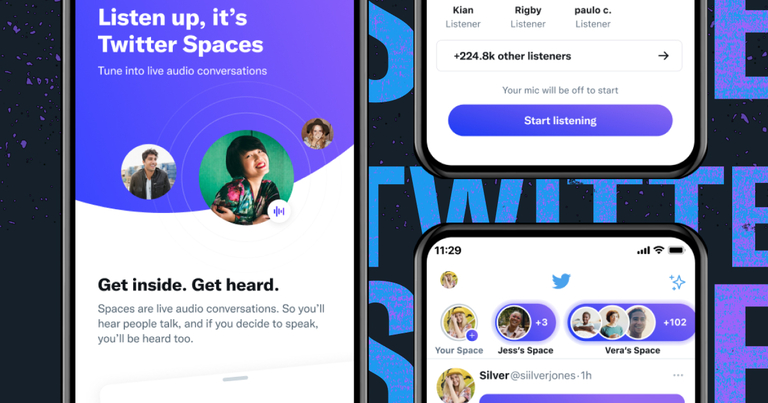 Listen up, it's
Twitter Spaces
Tune into live audio conversations
Get inside. Get heard.
Spaces are live audio conversations. So you'll
hear people talk, and if you decide to speak,
you'll be heard too.
Kian
Listener
Rigby
Listener
paulo c.
Listener
+224.8k other listeners
Your mic will be off to start
Start listening
TWITTE
11:29
+3
+102
Your Space
Jess's Space
Vera's Space
Silver @siilverjones · 1h